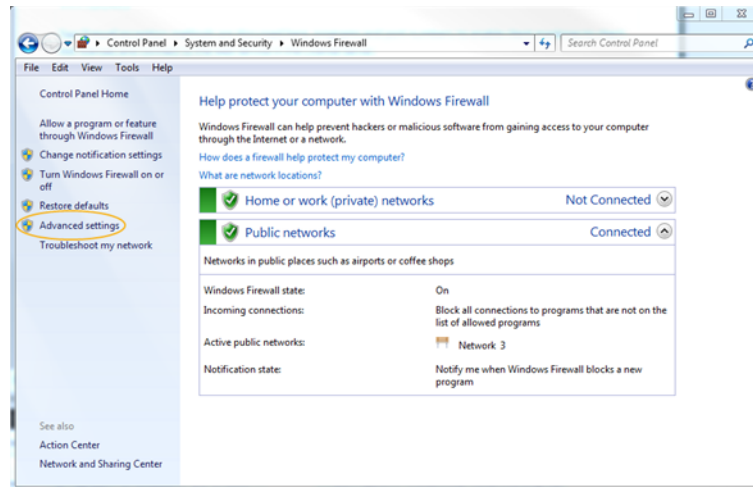 Control Panel ▸ System and Security ▸ Windows Firewall
Search Control Panel
File Edit View Tools Help
Control Panel Home
Allow a program or feature
through Windows Firewall
Change notification settings
Turn Windows Firewall on or
off
Restore defaults
Advanced settings
Troubleshoot my network
See also
Action Center
Network and Sharing Center
Help protect your computer with Windows Firewall
Windows Firewall can help prevent hackers or malicious software from gaining access to your computer
through the Internet or a network.
How does a firewall help protect my computer?
What are network locations?
Home or work (private) networks Not Connected
Public networks Connected
Networks in public places such as airports or coffee shops
Windows Firewall state: On
Incoming connections: Block all connections to programs that are not on the
list of allowed programs
Active public networks: Network 3
Notification state: Notify me when Windows Firewall blocks a new
program